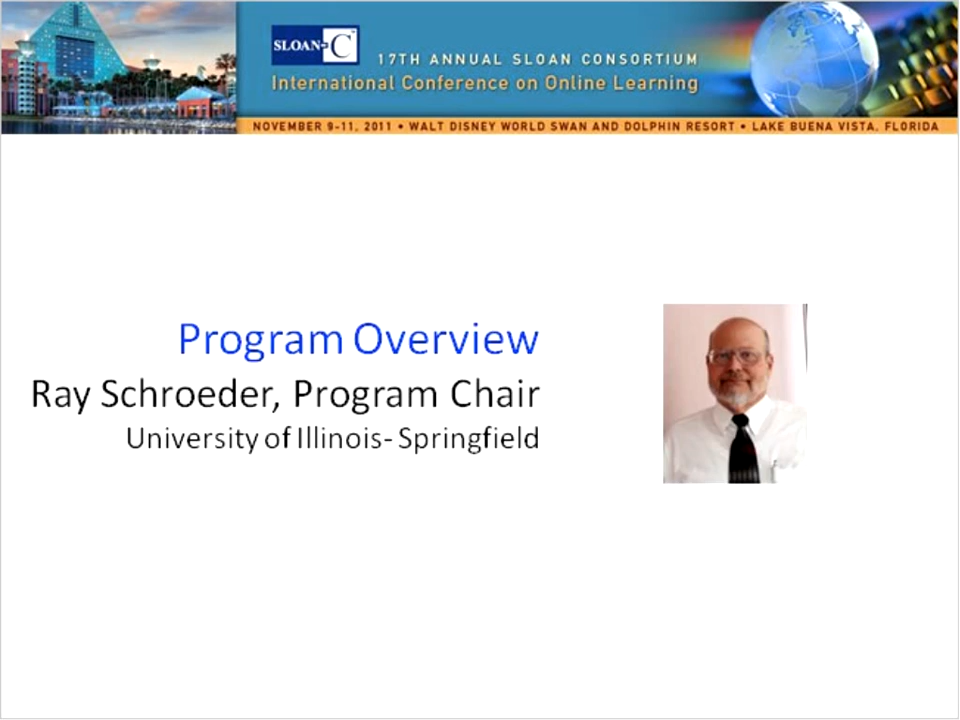 SLOAN-C
17TH ANNUAL SLOAN CONSORTIUM
International Conference on Online Learning
NOVEMBER 9-11, 2011 • WALT DISNEY WORLD SWAN AND DOLPHIN RESORT • LAKE BUENA VISTA, FLORIDA
Program Overview
Ray Schroeder, Program Chair
University of Illinois- Springfield